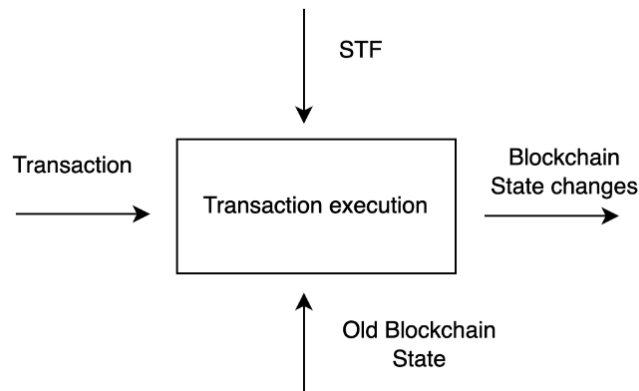 STF
Transaction
Blockchain
State changes
Transaction execution
Old Blockchain
State